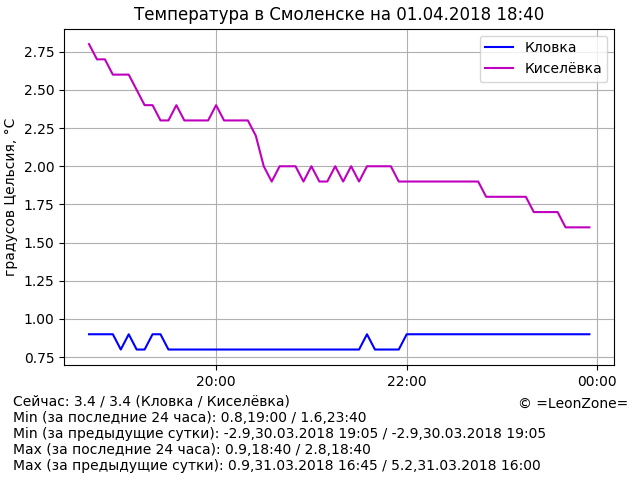 Температура в Смоленске на 01.04.2018 18:40
градусов Цельсия, °C
2.75
2.50
2.25
2.00
1.75
1.50
1.25
1.00
0.75
Кловка
Киселёвка
20:00
22:00
00:00
© =LeonZone=
Сейчас: 3.4 / 3.4 (Кловка / Киселёвка)
Min (за последние 24 часа): 0.8,19:00 / 1.6,23:40
Min (за предыдущие сутки): -2.9,30.03.2018 19:05 / -2.9,30.03.2018 19:05
Max (за последние 24 часа): 0.9,18:40 / 2.8,18:40
Max (за предыдущие сутки): 0.9,31.03.2018 16:45 / 5.2,31.03.2018 16:00